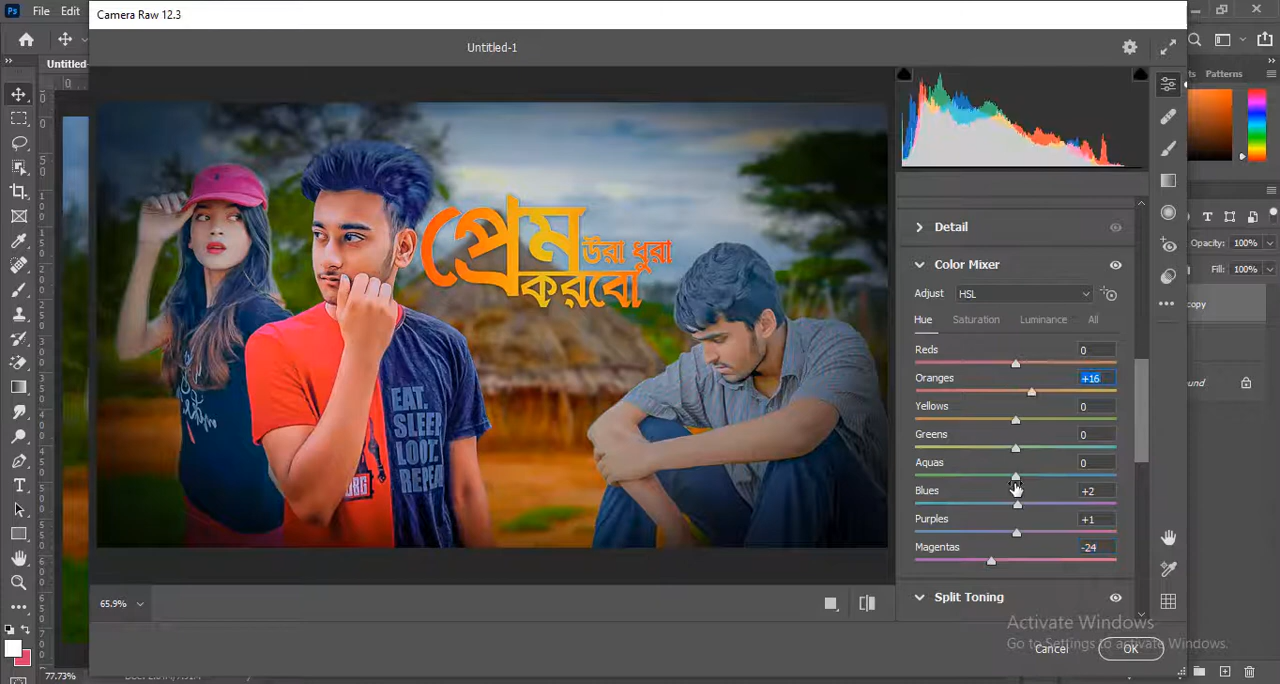 Ps File Edit
Camera Raw 12.3
Untitled-1
Untitled-
Patterns
প্রেম
উরা ধুরা
করবো
EAT.
SLEEP
LOOT.
REPEAT
Detail
Color Mixer
Adjust HSL
Hue Saturation Luminance All
Reds 0
Oranges +16
Yellows 0
Greens 0
Aquas 0
Blues +2
Purples +1
Magentas -24
Split Toning
Opacity: 100%
Fill: 100%
copy
65.9%
Activate Windows
Go to Settings to activate Windows.
Cancel OK
77.73%